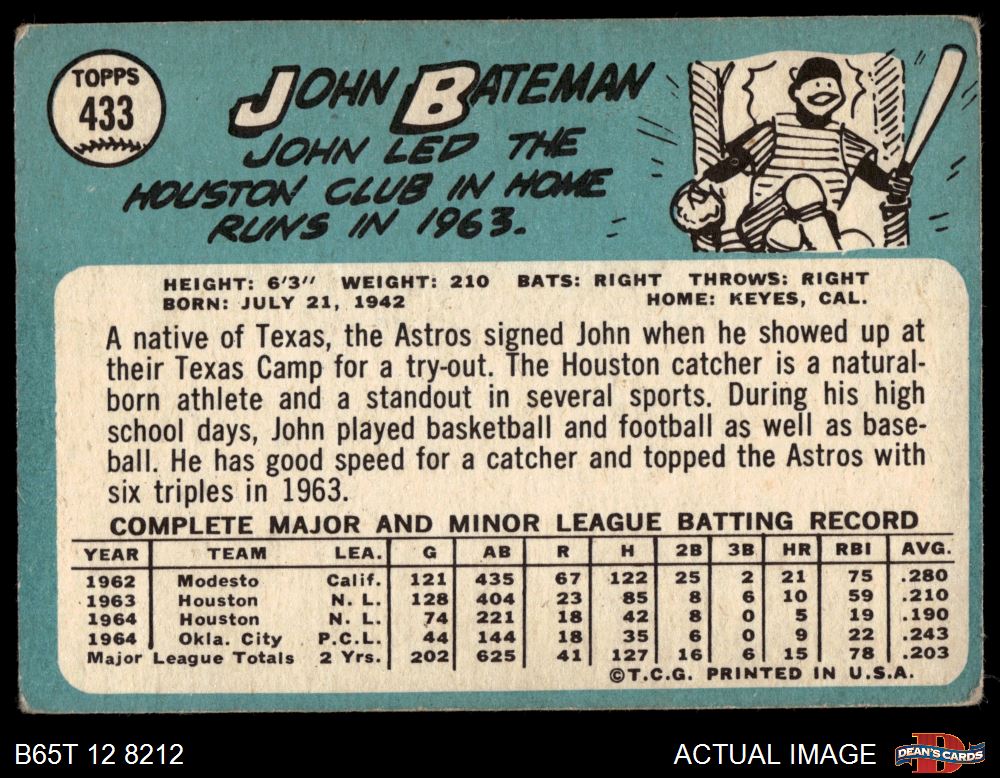 TOPPS
433
JOHN BATEMAN
JOHN LED THE
HOUSTON CLUB IN HOME
RUNS IN 1963.
HEIGHT: 6'3" WEIGHT: 210 BATS: RIGHT THROWS: RIGHT
BORN: JULY 21, 1942 HOME: KEYES, CAL.
A native of Texas, the Astros signed John when he showed up at
their Texas Camp for a try-out. The Houston catcher is a natural-
born athlete and a standout in several sports. During his high
school days, John played basketball and football as well as base-
ball. He has good speed for a catcher and topped the Astros with
six triples in 1963.
COMPLETE MAJOR AND MINOR LEAGUE BATTING RECORD
YEAR TEAM LEA. G AB R H 2B 3B HR RBI AVG.
1962 Modesto Calif. 121 435 67 122 25 2 21 75 .280
1963 Houston N. L. 128 404 23 85 8 6 10 59 .210
1964 Houston N. L. 74 221 18 42 8 0 5 19 .190
1964 Okla. City P.C.L. 44 144 18 35 6 0 9 22 .243
Major League Totals 2 Yrs. 202 625 41 127 16 6 15 78 .203
©T.C.G. PRINTED IN U.S.A.
B65T 12 8212 ACTUAL IMAGE DEAN'S CARDS